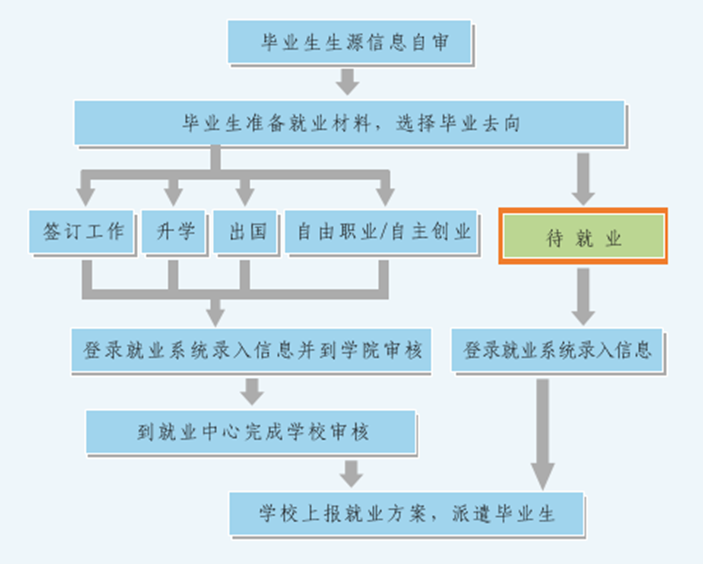 毕业生生源信息自审
毕业生准备就业材料，选择毕业去向
签订工作
升学
出国
自由职业/自主创业
待就业
登录就业系统录入信息并到学院审核
登录就业系统录入信息
到就业中心完成学校审核
学校上报就业方案，派遣毕业生